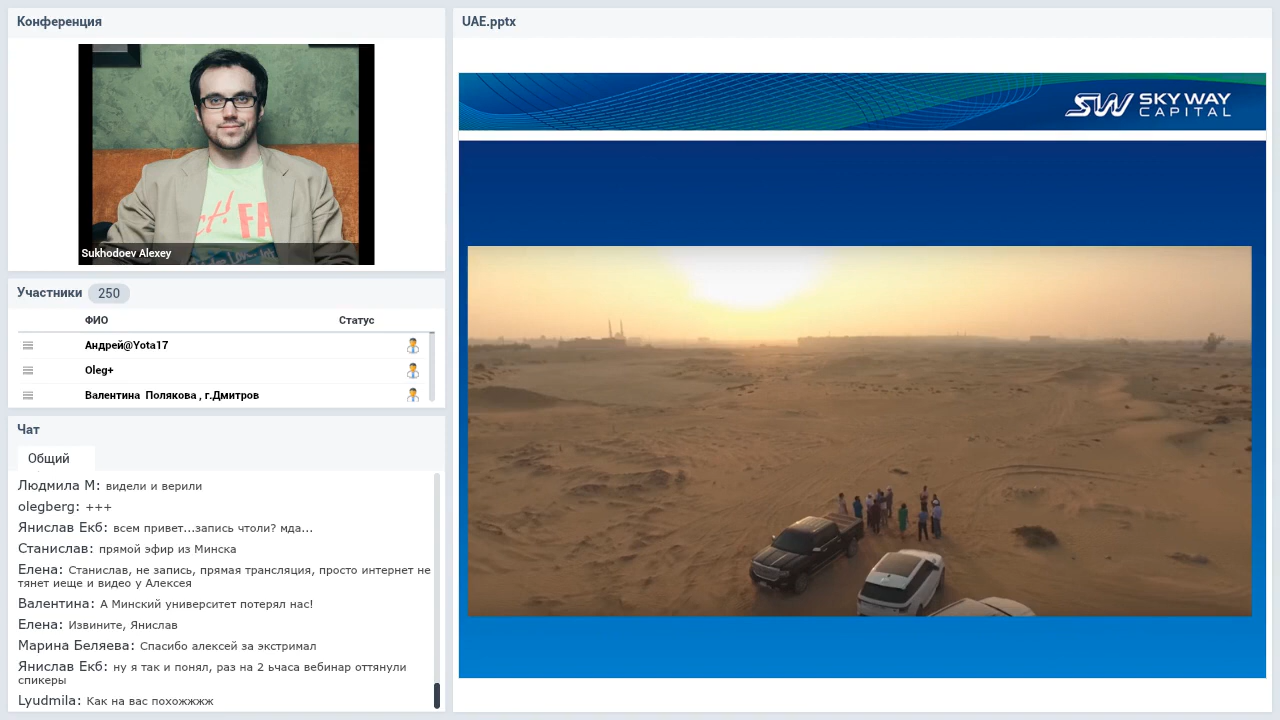 Конференция
Sukhodoev Alexey
Участники 250
ФИО Статус
Андрей@Yota17
Oleg+
Валентина Полякова , г.Дмитров
Чат
Общий
Людмила М: видели и верили
olegberg: +++
Янислав Екб: всем привет...запись чтоли? мда...
Станислав: прямой эфир из Минска
Елена: Станислав, не запись, прямая трансляция, просто интернет не
тянет иеще и видео у Алексея
Валентина: А Минский университет потерял нас!
Елена: Извините, Янислав
Марина Беляева: Спасибо алексей за экстримал
Янислав Екб: ну я так и понял, раз на 2 ьчаса вебинар оттянули
спикеры
Lyudmila: Как на вас похожжжж
UAE.pptx
SW SKY WAY
CAPITAL